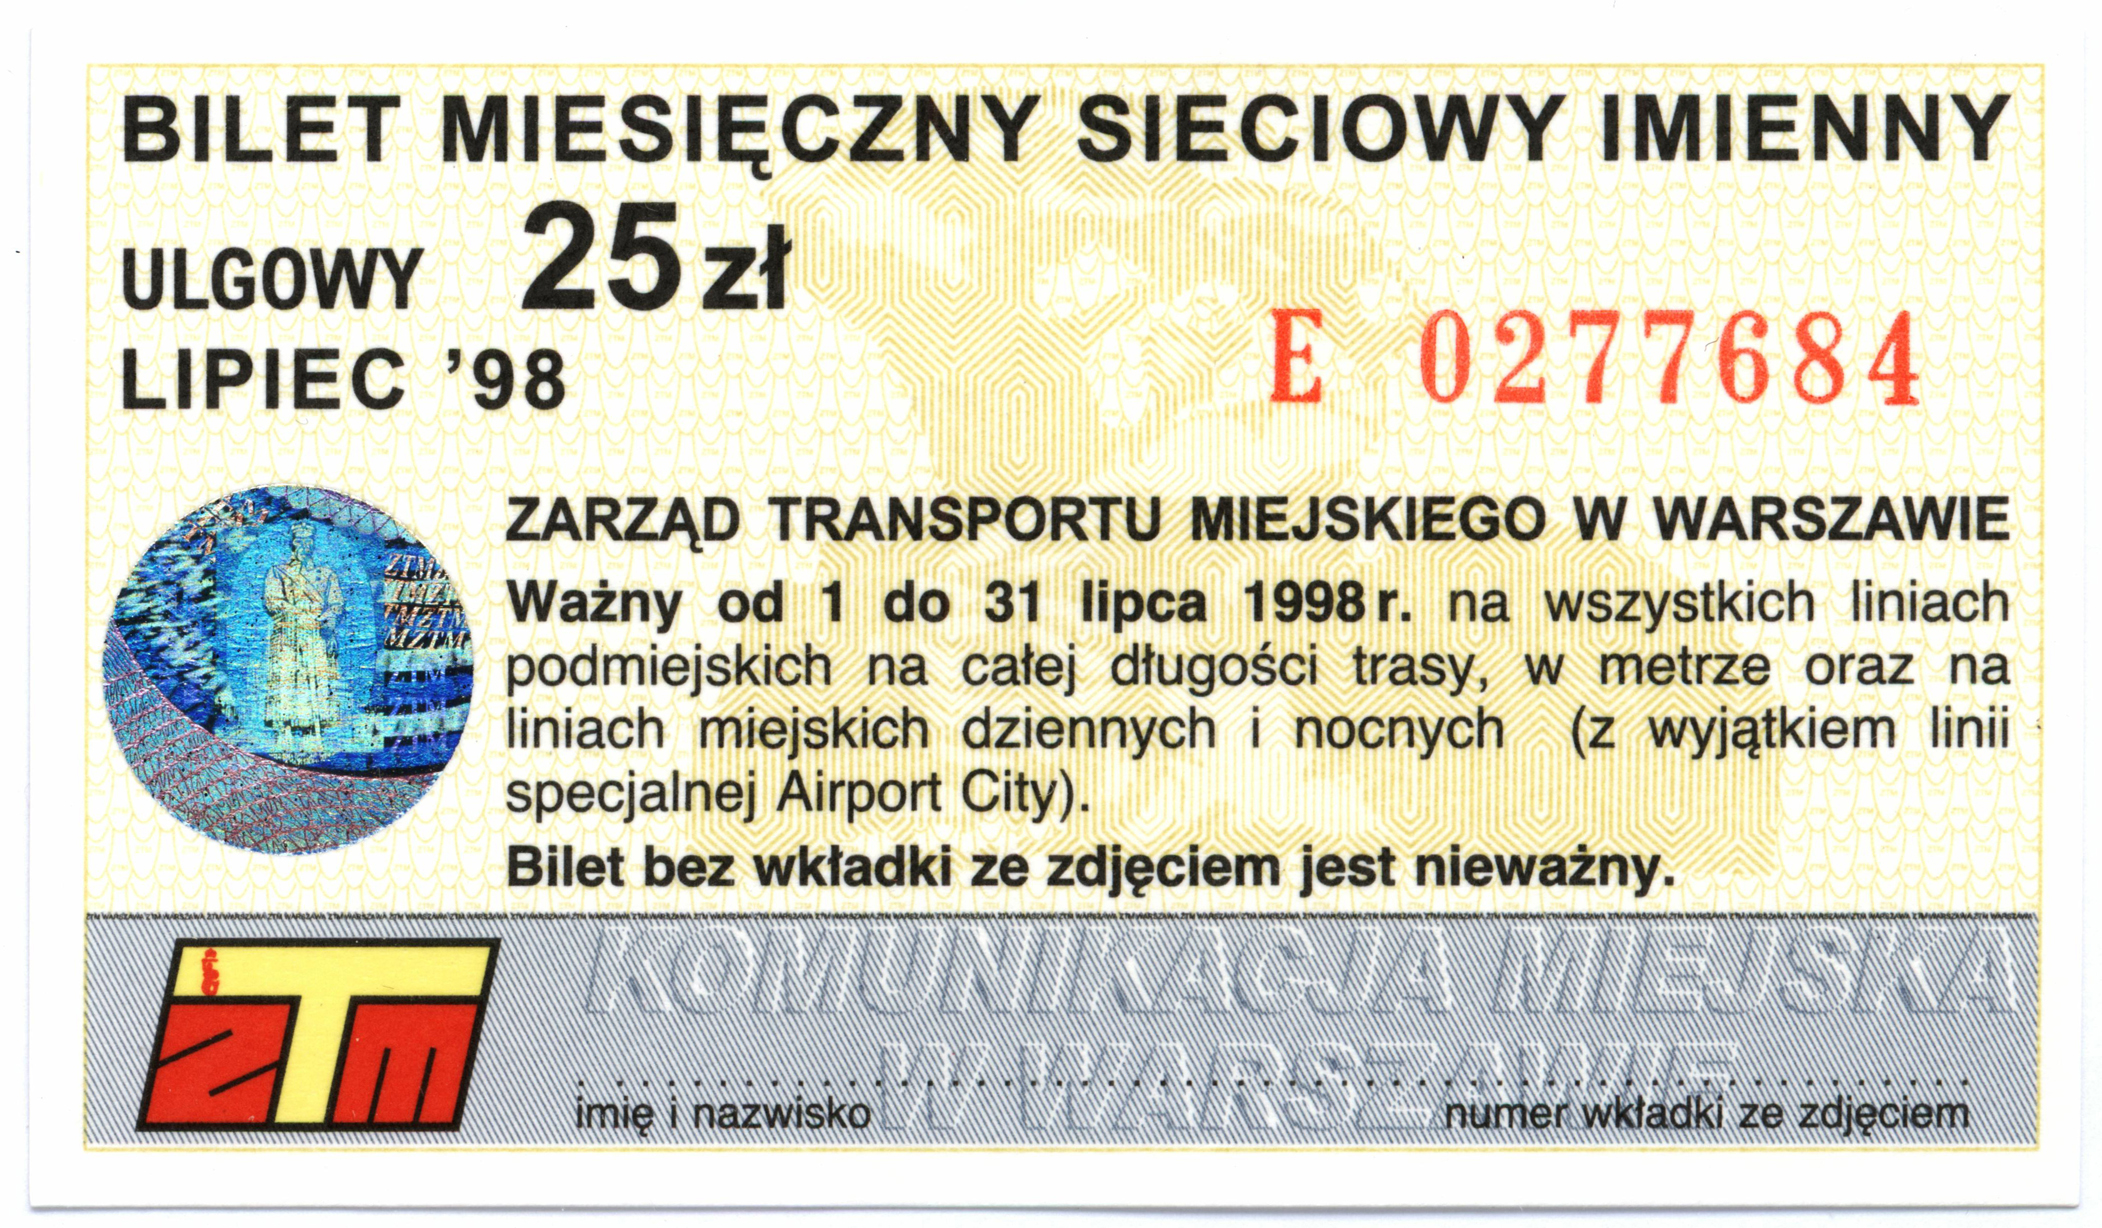 BILET MIESIĘCZNY SIECIOWY IMIENNY
ULGOWY 25 zł
LIPIEC ’98
E 0277684
ZARZĄD TRANSPORTU MIEJSKIEGO W WARSZAWIE
Ważny od 1 do 31 lipca 1998 r. na wszystkich liniach
podmiejskich na całej długości trasy, w metrze oraz na
liniach miejskich dziennych i nocnych (z wyjątkiem linii
specjalnej Airport City).
Bilet bez wkładki ze zdjęciem jest nieważny.
KOMUNIKACJA MIEJSKA
W WARSZAWIE
ZTM
imię i nazwisko
numer wkładki ze zdjęciem